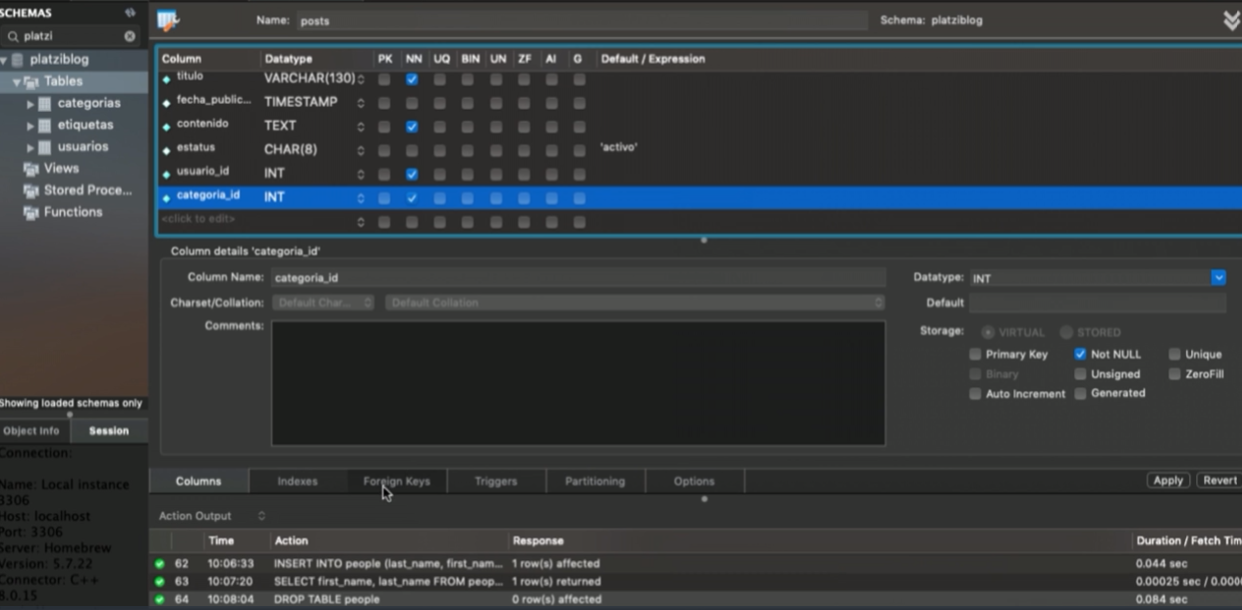 SCHEMAS
platzi
platziblog
Tables
categorias
etiquetas
usuarios
Views
Stored Proce...
Functions
Showing loaded schemas only
Object Info Session
Connection:
Name: Local instance
3306
Host: localhost
Port: 3306
Server: Homebrew
Version: 5.7.22
Connector: C++
8.0.15
Name: posts Schema: platziblog
Column Datatype PK NN UQ BIN UN ZF AI G Default / Expression
titulo VARCHAR(130)
fecha_public... TIMESTAMP
contenido TEXT
estatus CHAR(8) 'activo'
usuario_id INT
categoria_id INT
<click to edit>
Column details 'categoria_id'
Column Name: categoria_id Datatype: INT
Charset/Collation: Default Char... Default Collation Default
Comments: Storage: VIRTUAL STORED
Primary Key Not NULL Unique
Binary Unsigned ZeroFill
Auto Increment Generated
Columns Indexes Foreign Keys Triggers Partitioning Options Apply Revert
Action Output
Time Action Response Duration / Fetch Tim
62 10:06:33 INSERT INTO people (last_name, first_nam... 1 row(s) affected 0.044 sec
63 10:07:20 SELECT first_name, last_name FROM peop... 1 row(s) returned 0.00025 sec / 0.000
64 10:08:04 DROP TABLE people 0 row(s) affected 0.084 sec